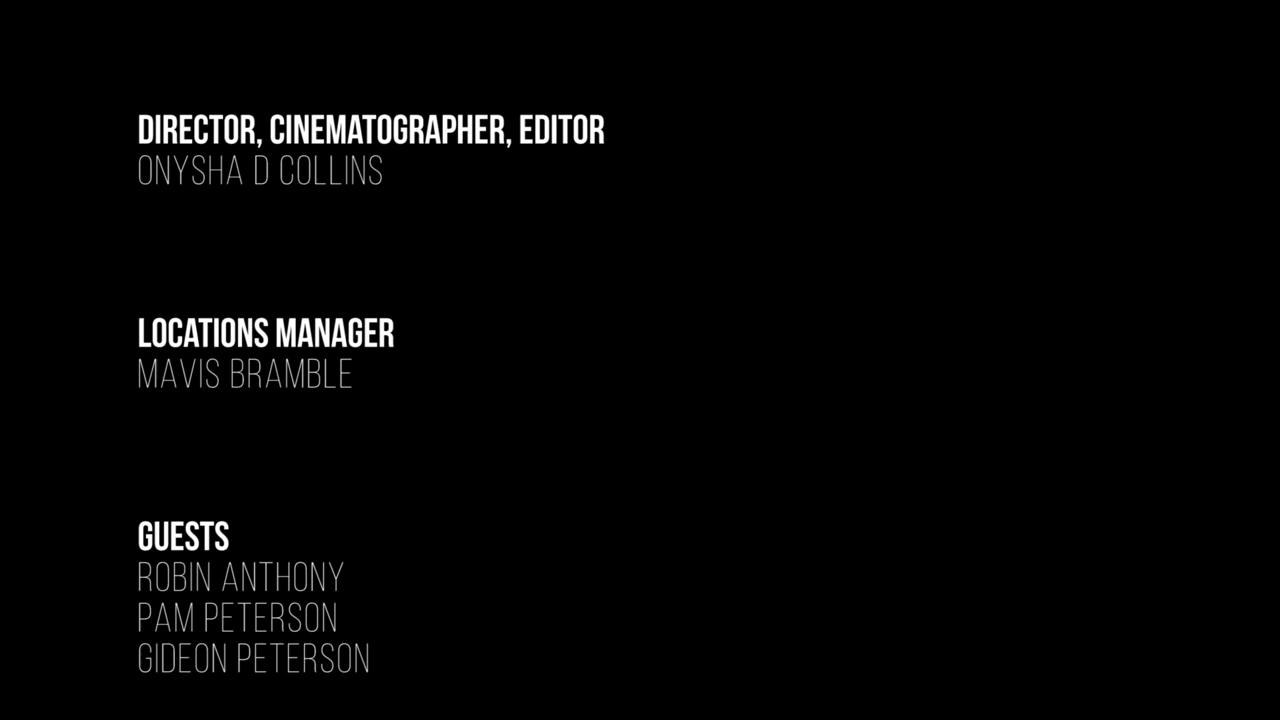 DIRECTOR, CINEMATOGRAPHER, EDITOR
ONYSHA D COLLINS
LOCATIONS MANAGER
MAVIS BRAMBLE
GUESTS
ROBIN ANTHONY
PAM PETERSON
GIDEON PETERSON